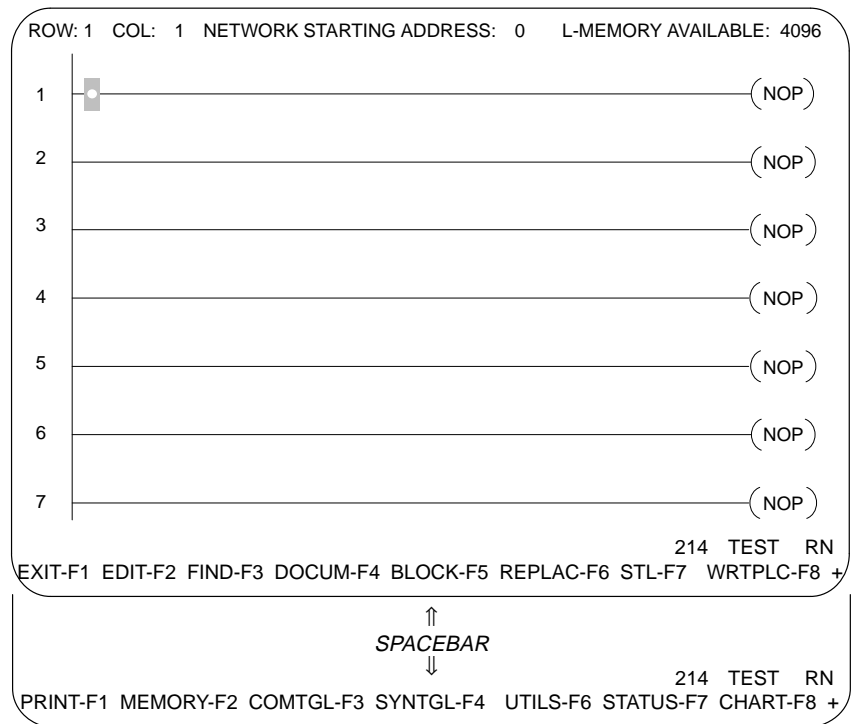 ROW: 1 COL: 1 NETWORK STARTING ADDRESS: 0 L-MEMORY AVAILABLE: 4096
1 (NOP)
2 (NOP)
3 (NOP)
4 (NOP)
5 (NOP)
6 (NOP)
7 (NOP)
214 TEST RN
EXIT-F1 EDIT-F2 FIND-F3 DOCUM-F4 BLOCK-F5 REPLAC-F6 STL-F7 WRTPLC-F8 +
⇑
SPACEBAR
⇓
214 TEST RN
PRINT-F1 MEMORY-F2 COMTGL-F3 SYNTGL-F4 UTILS-F6 STATUS-F7 CHART-F8 +